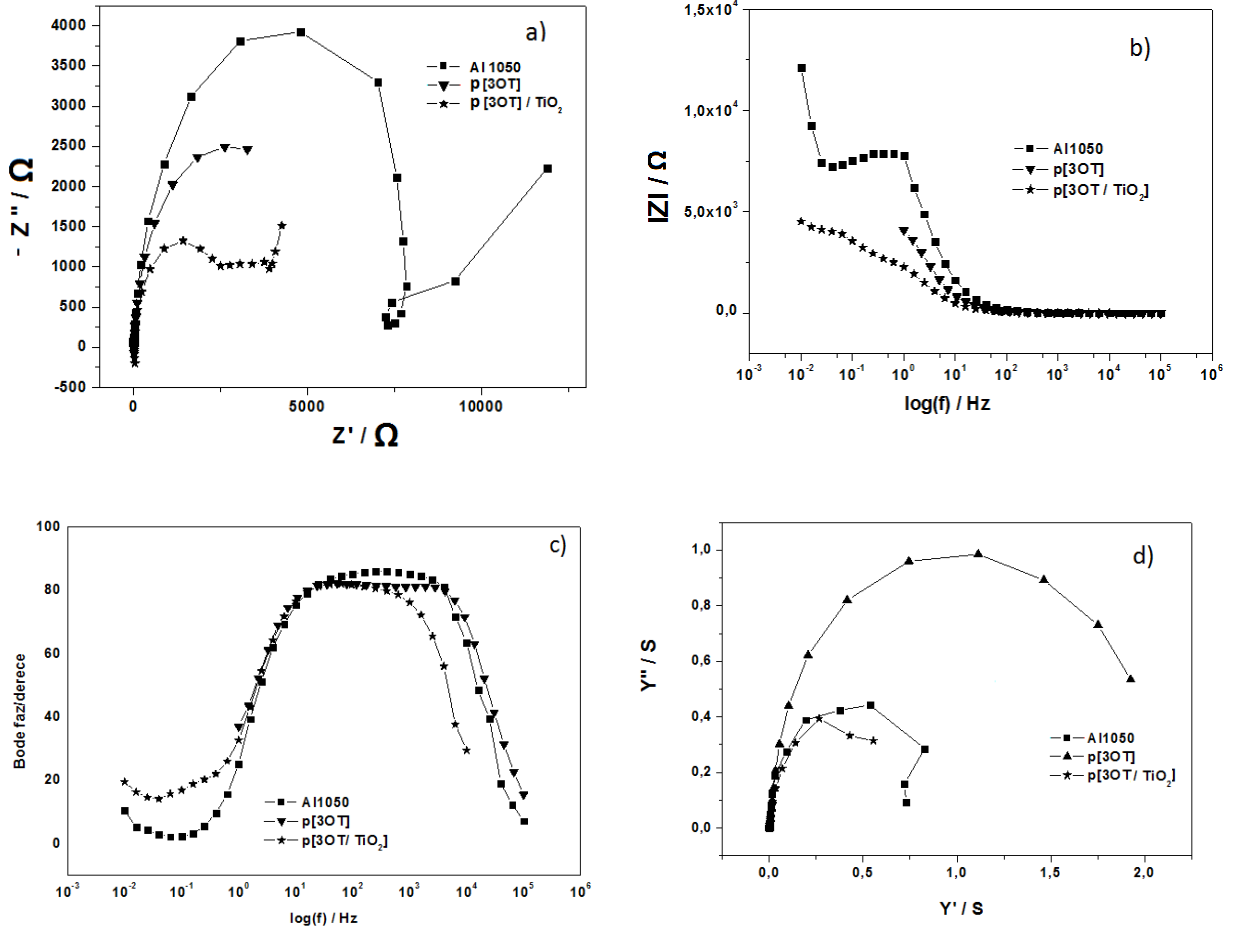 a)
4000
3500
3000
2500
2000
1500
1000
500
0
-500
- Z'' / Ω
Al 1050
p [3OT]
p [3OT] / TiO2
0
5000
10000
Z' / Ω
b)
1,5x10^4
1,0x10^4
5,0x10^3
0,0
IZI / Ω
Al1050
p[3OT]
p[3OT / TiO2]
10^-3
10^-2
10^-1
10^0
10^1
10^2
10^3
10^4
10^5
10^6
log(f) / Hz
c)
100
80
60
40
20
0
Bode faz/derece
Al1050
p[3OT]
p[3OT/ TiO2]
10^-3
10^-2
10^-1
10^0
10^1
10^2
10^3
10^4
10^5
10^6
log(f) / Hz
d)
1,0
0,8
0,6
0,4
0,2
0,0
Y'' / S
Al1050
p[3OT]
p[3OT / TiO2]
0,0
0,5
1,0
1,5
2,0
Y' / S